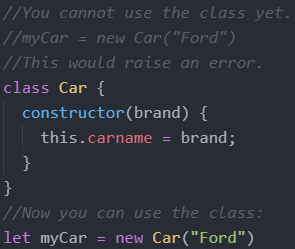 //You cannot use the class yet.
//myCar = new Car("Ford")
//This would raise an error.
class Car {
  constructor(brand) {
    this.carname = brand;
  }
}
//Now you can use the class:
let myCar = new Car("Ford")